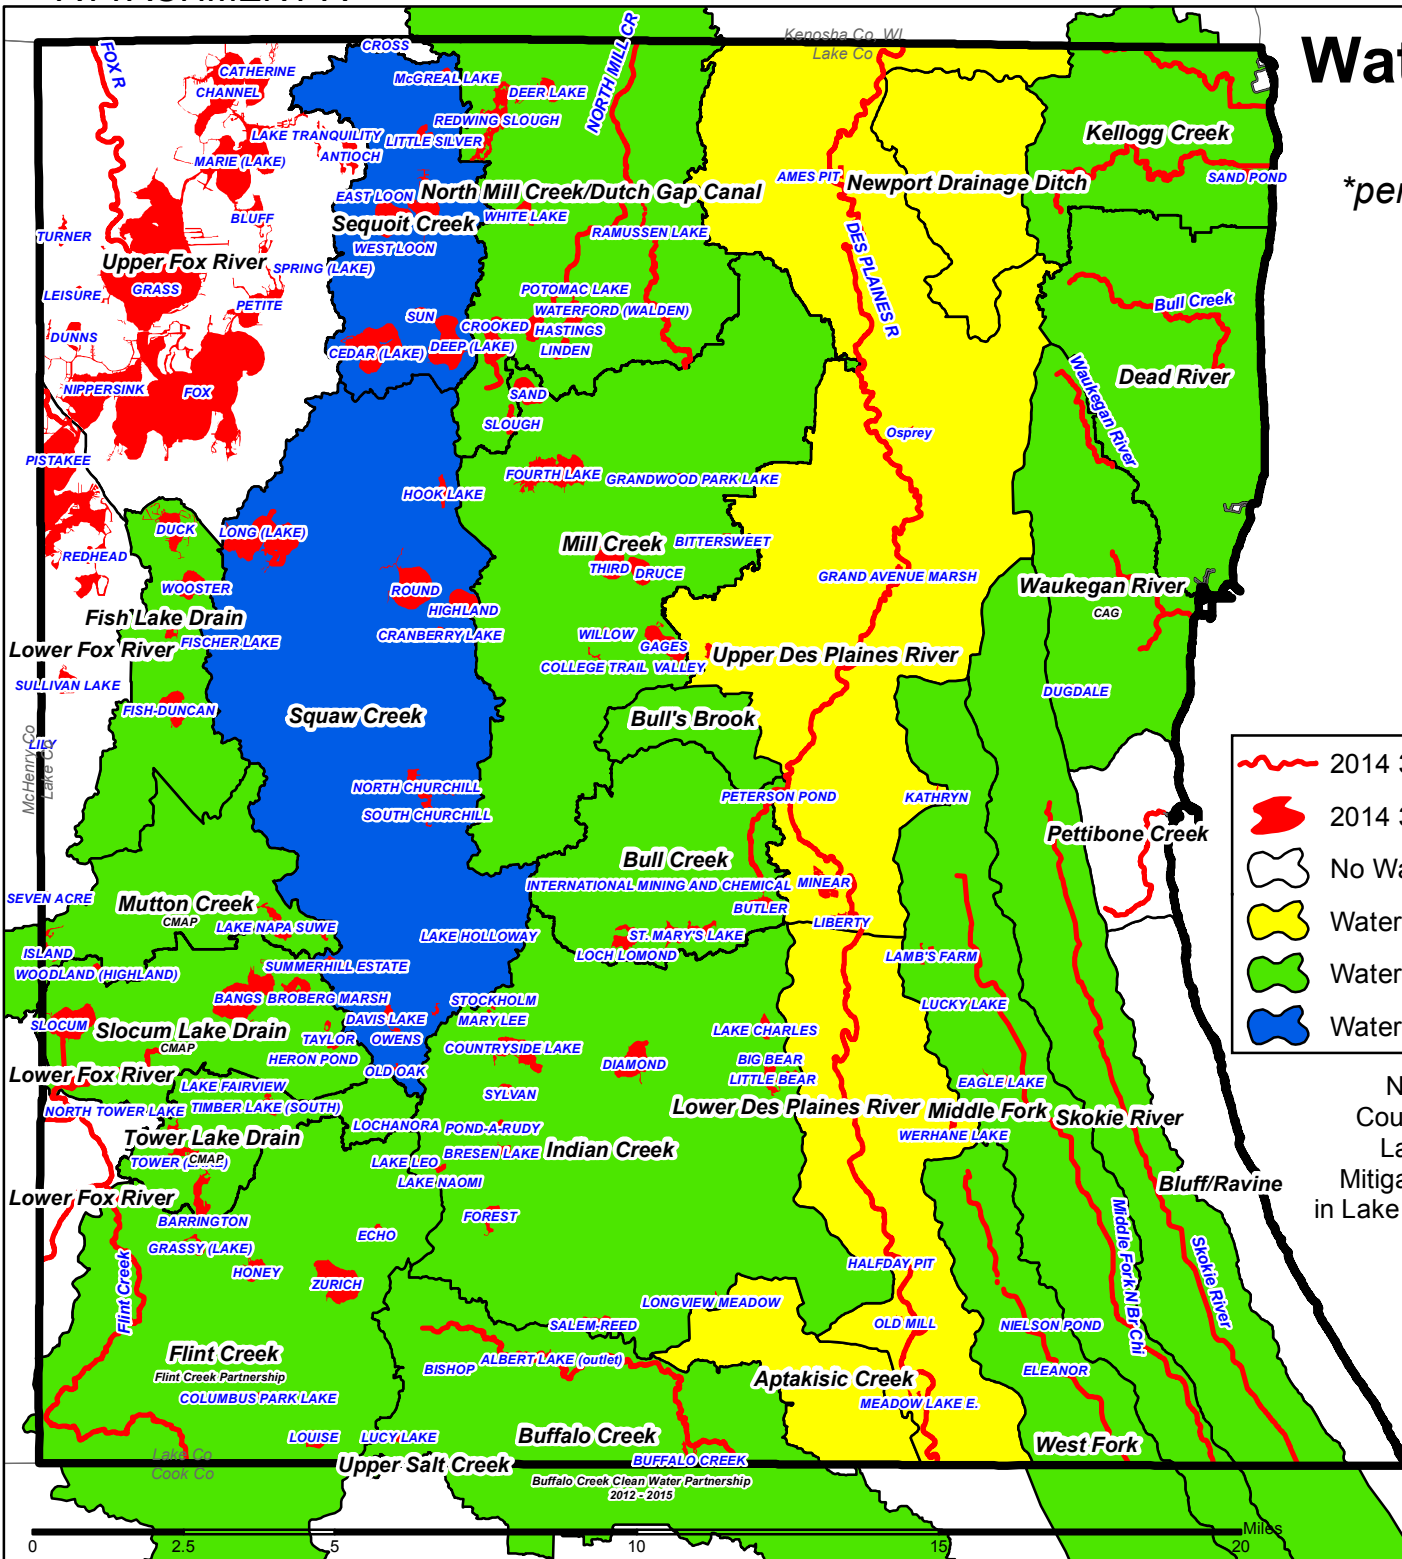 Kenosha Co, WI
Lake Co
Wat
*per
CROSS
FOX R
CATHERINE
CHANNEL
McGREAL LAKE
DEER LAKE
NORTH MILL CR
REDWING SLOUGH
LAKE TRANQUILITY
LITTLE SILVER
ANTIOCH
MARIE (LAKE)
Kellogg Creek
SAND POND
AMES PIT
Newport Drainage Ditch
EAST LOON
North Mill Creek/Dutch Gap Canal
BLUFF
Sequoit Creek
WHITE LAKE
RAMUSSEN LAKE
TURNER
WEST LOON
DES PLAINES R
Upper Fox River
SPRING (LAKE)
GRASS
LEISURE
PETITE
POTOMAC LAKE
Bull Creek
SUN
WATERFORD (WALDEN)
CROOKED
HASTINGS
DUNNS
CEDAR (LAKE)
DEEP (LAKE)
LINDEN
Dead River
NIPPERSINK
FOX
SAND
SLOUGH
Waukegan River
Osprey
PISTAKEE
FOURTH LAKE
GRANDWOOD PARK LAKE
HOOK LAKE
DUCK
LONG (LAKE)
Mill Creek
BITTERSWEET
REDHEAD
THIRD
DRUCE
GRAND AVENUE MARSH
WOOSTER
ROUND
HIGHLAND
Waukegan River
CAG
Fish Lake Drain
CRANBERRY LAKE
WILLOW
FISCHER LAKE
GAGES
Lower Fox River
Upper Des Plaines River
COLLEGE TRAIL
VALLEY
SULLIVAN LAKE
DUGDALE
FISH-DUNCAN
Squaw Creek
Bull's Brook
LILY
McHenry Co
Lake Co
2014 3
NORTH CHURCHILL
PETERSON POND
KATHRYN
SOUTH CHURCHILL
2014 3
Pettibone Creek
Bull Creek
No Wa
INTERNATIONAL MINING AND CHEMICAL
MINEAR
SEVEN ACRE
Mutton Creek
CMAP
BUTLER
LAKE NAPA SUWE
LIBERTY
Water
LAKE HOLLOWAY
ST. MARY'S LAKE
ISLAND
LOCH LOMOND
LAMB'S FARM
WOODLAND (HIGHLAND)
SUMMERHILL ESTATE
Water
BANGS
BROBERG MARSH
STOCKHOLM
LUCKY LAKE
SLOCUM
Slocum Lake Drain
DAVIS LAKE
MARY LEE
Water
CMAP
TAYLOR
OWENS
LAKE CHARLES
COUNTRYSIDE LAKE
HERON POND
DIAMOND
BIG BEAR
Lower Fox River
OLD OAK
LITTLE BEAR
EAGLE LAKE
LAKE FAIRVIEW
SYLVAN
N
NORTH TOWER LAKE
TIMBER LAKE (SOUTH)
Lower Des Plaines River
Middle Fork
Skokie River
Cou
LOCHANORA
POND-A-RUDY
WERHANE LAKE
Tower Lake Drain
La
TOWER (LAKE)
CMAP
LAKE LEO
BRESEN LAKE
Indian Creek
Mitiga
LAKE NAOMI
Bluff/Ravine
Lower Fox River
in Lake
BARRINGTON
FOREST
ECHO
GRASSY (LAKE)
Middle Fork N Br Chi
Skokie River
HONEY
ZURICH
HALFDAY PIT
Flint Creek
LONGVIEW MEADOW
SALEM-REED
OLD MILL
NIELSON POND
Flint Creek
Flint Creek Partnership
ALBERT LAKE (outlet)
BISHOP
ELEANOR
Aptakisic Creek
COLUMBUS PARK LAKE
MEADOW LAKE E.
LOUISE
LUCY LAKE
Buffalo Creek
West Fork
Lake Co
Cook Co
Upper Salt Creek
BUFFALO CREEK
Buffalo Creek Clean Water Partnership
2012 - 2015
Miles
0 2.5 5 10 15 20